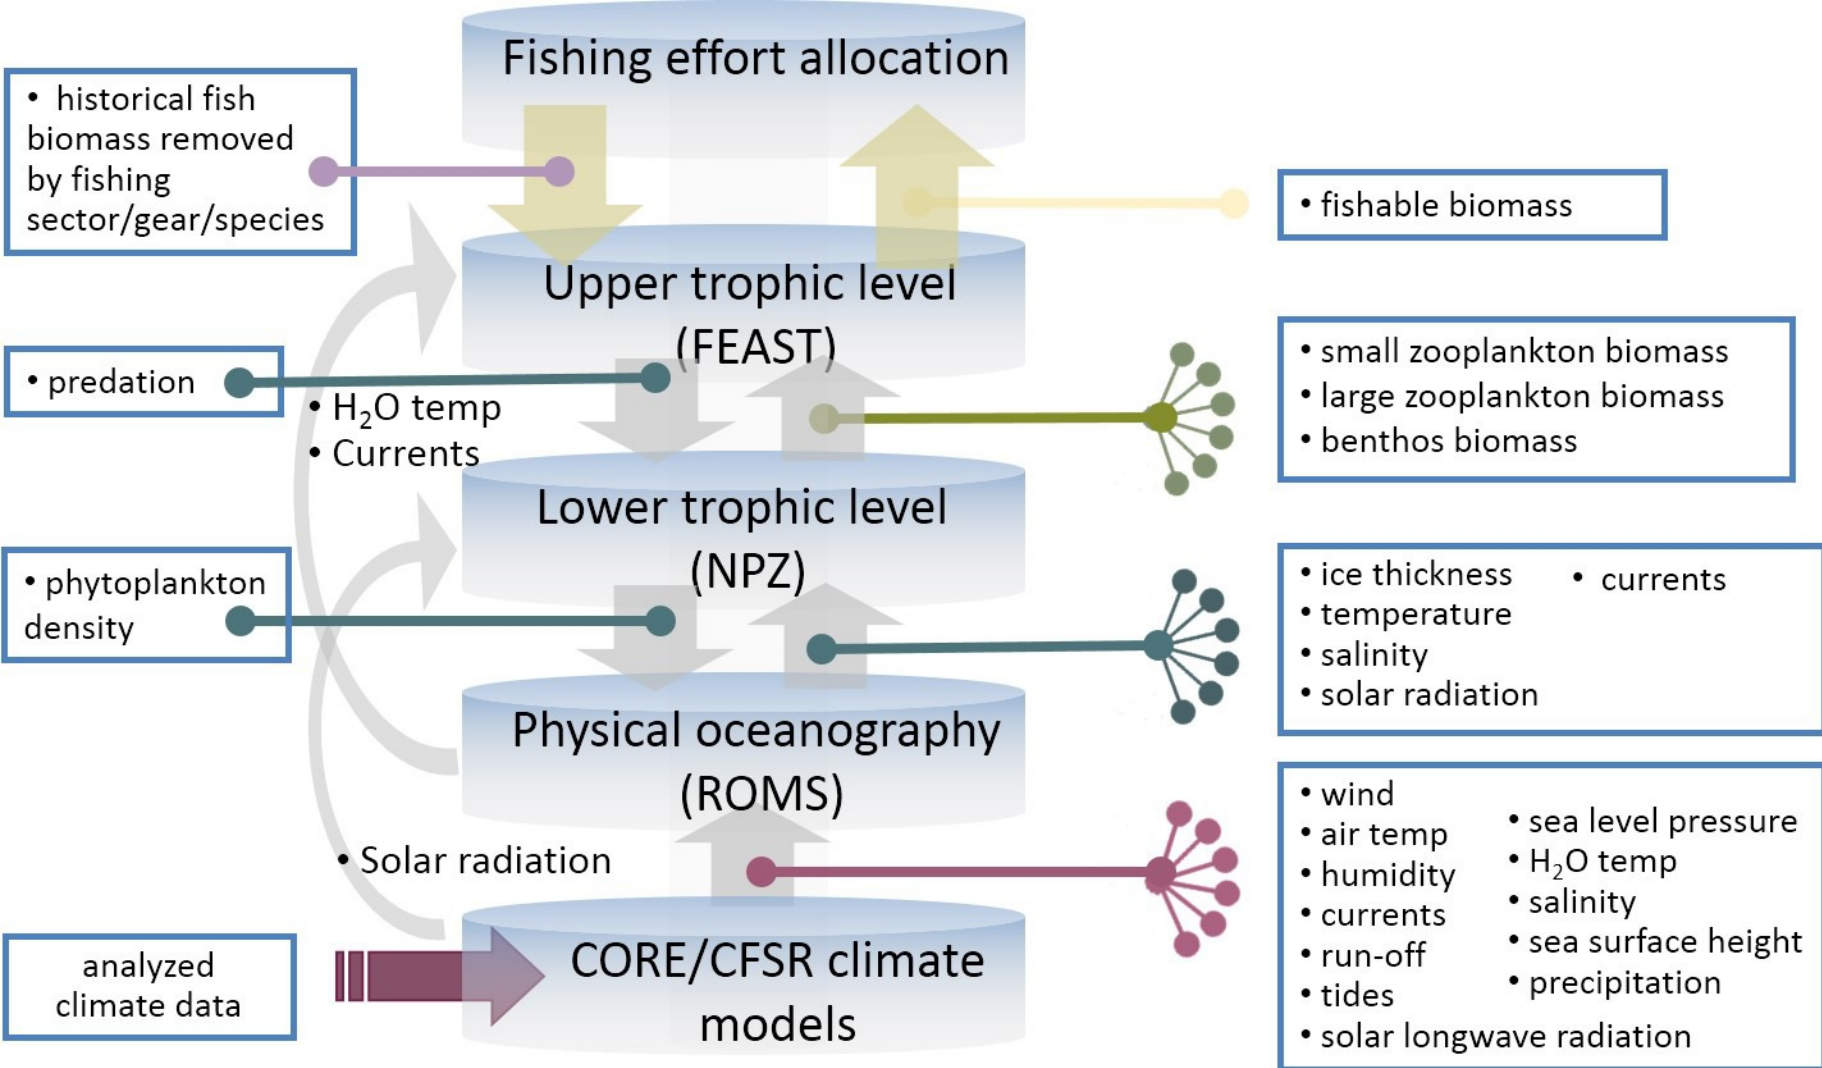 Fishing effort allocation
• historical fish
biomass removed
by fishing
sector/gear/species
• fishable biomass
Upper trophic level
(FEAST)
• predation
• H₂O temp
• Currents
• small zooplankton biomass
• large zooplankton biomass
• benthos biomass
Lower trophic level
(NPZ)
• phytoplankton
density
• ice thickness
• temperature
• salinity
• solar radiation
• currents
Physical oceanography
(ROMS)
• Solar radiation
• wind
• air temp
• humidity
• currents
• run-off
• tides
• solar longwave radiation
• sea level pressure
• H₂O temp
• salinity
• sea surface height
• precipitation
analyzed
climate data
CORE/CFSR climate
models